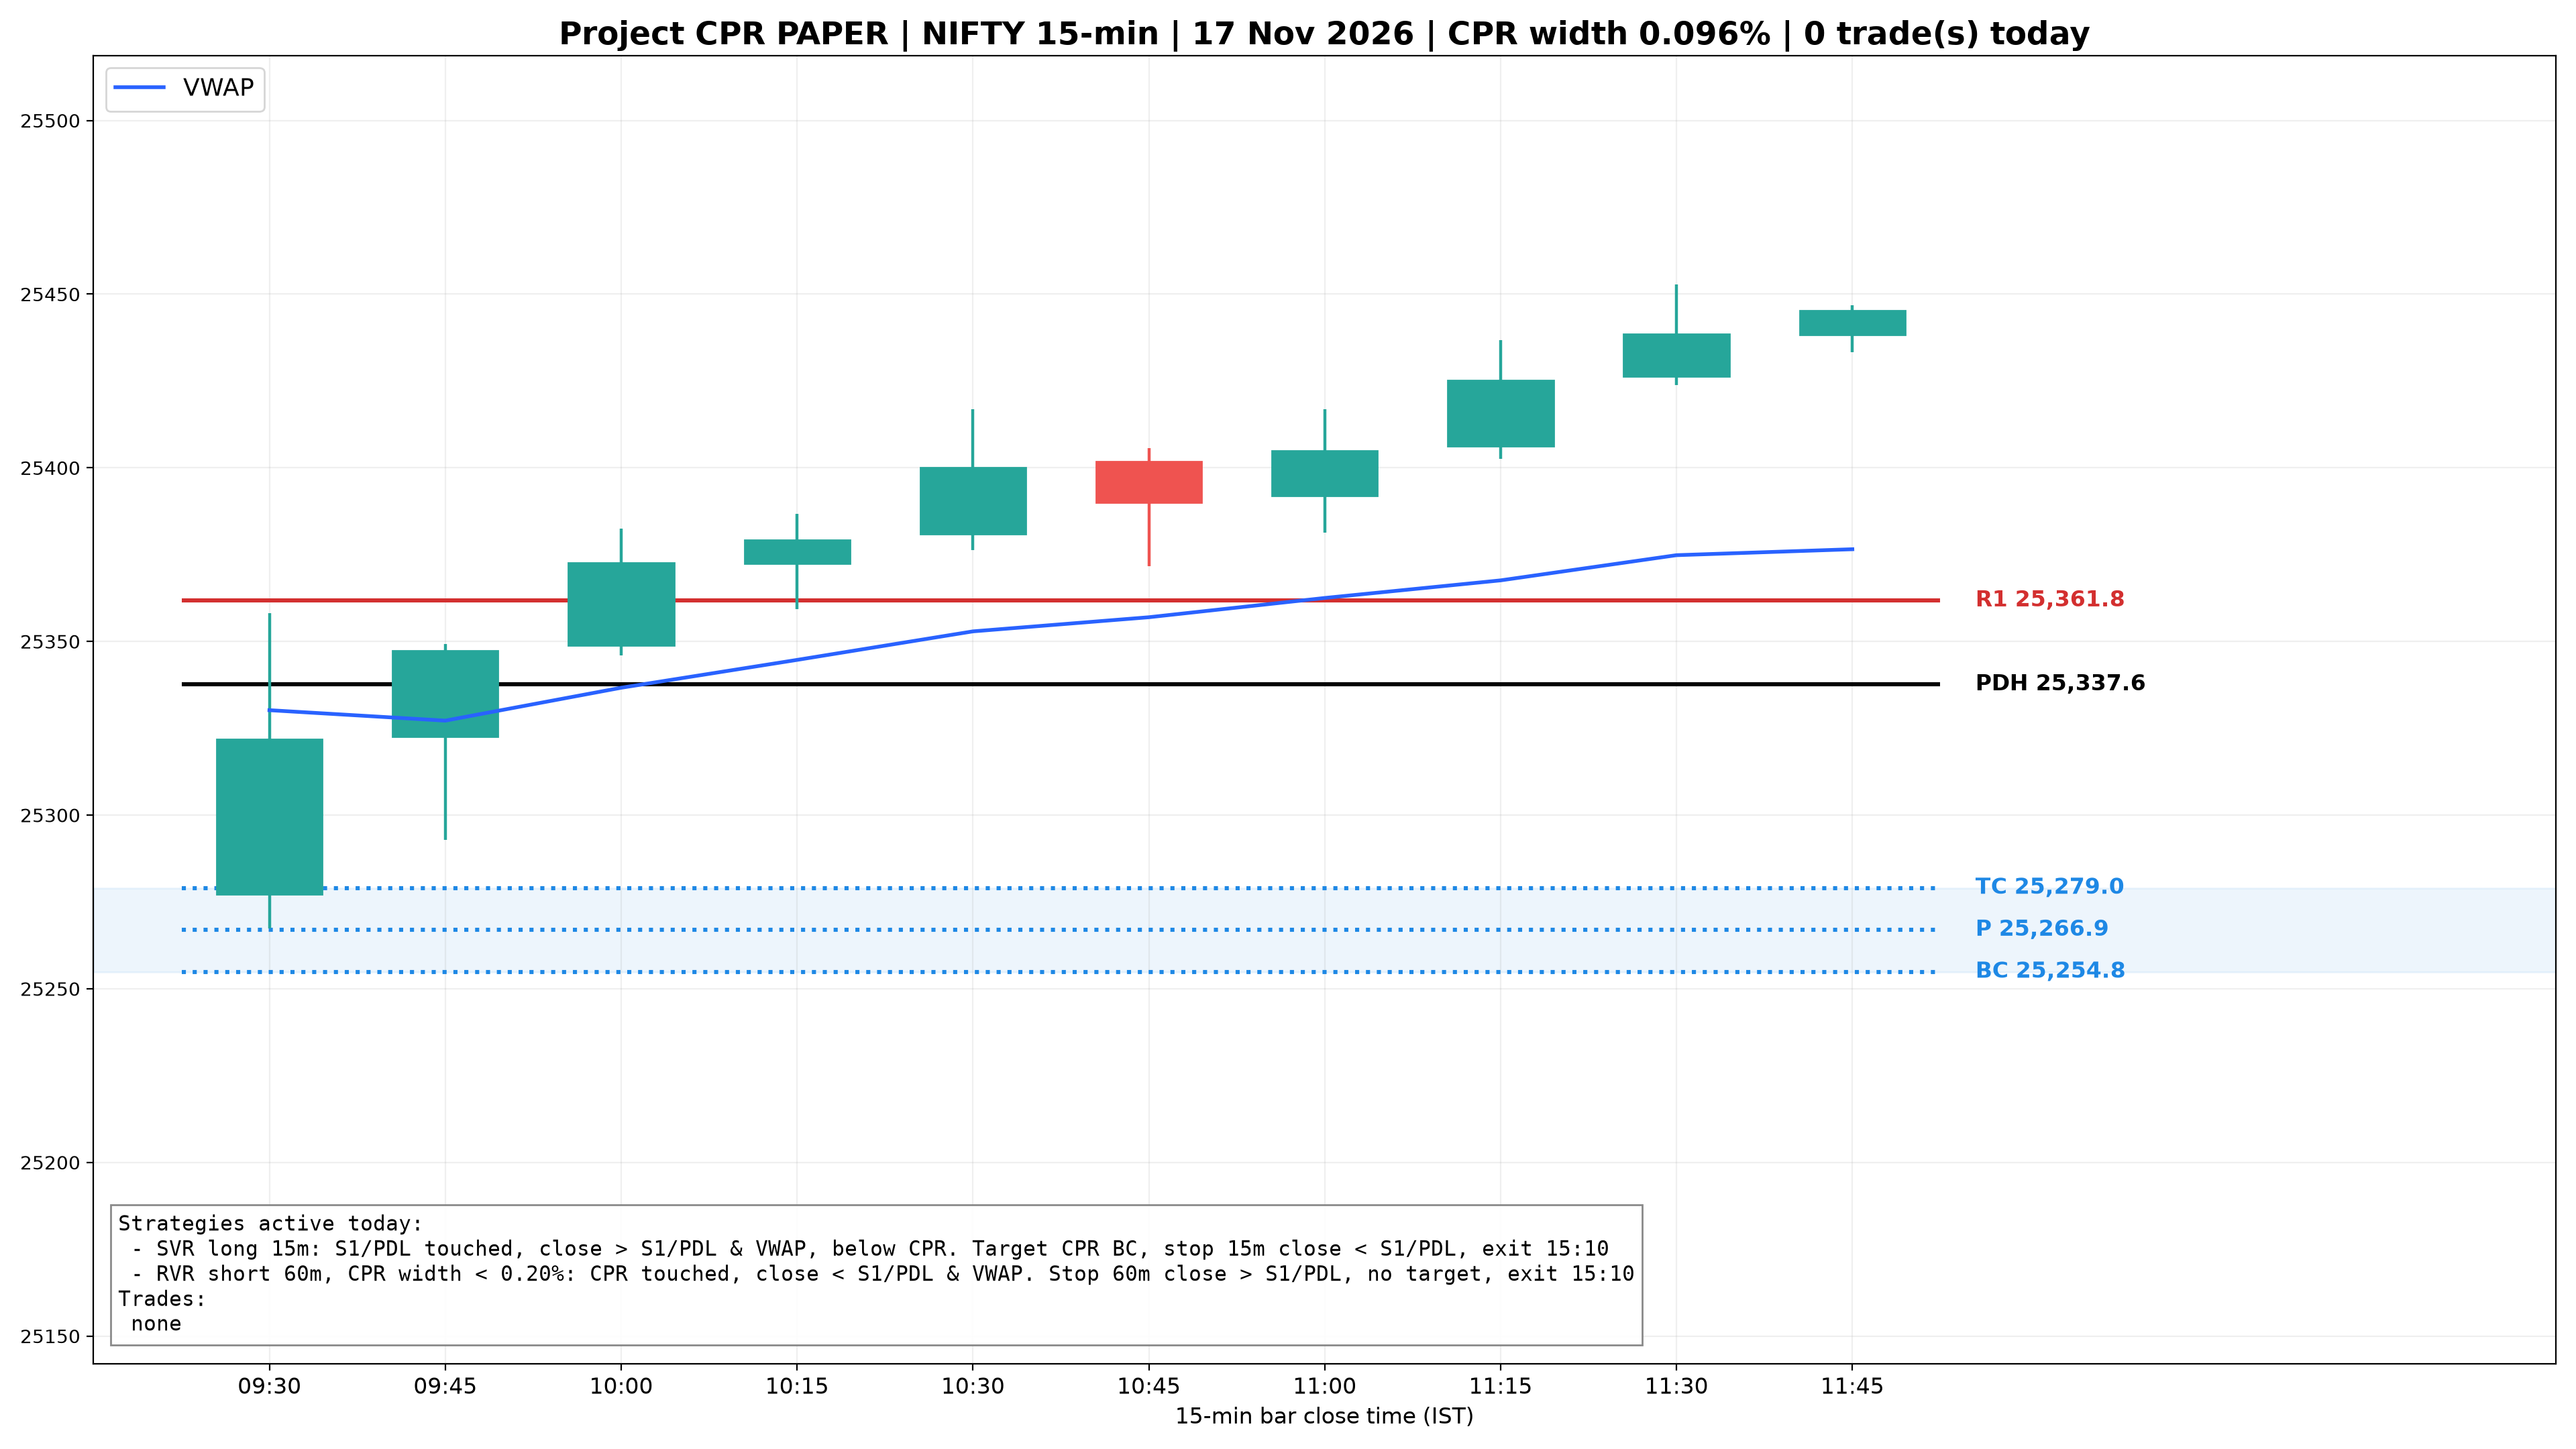 Project CPR PAPER | NIFTY 15-min | 17 Nov 2026 | CPR width 0.096% | 0 trade(s) today
VWAP
25500
25450
25400
25350
25300
25250
25200
25150
R1 25,361.8
PDH 25,337.6
TC 25,279.0
P 25,266.9
BC 25,254.8
Strategies active today:
- SVR long 15m: S1/PDL touched, close > S1/PDL & VWAP, below CPR. Target CPR BC, stop 15m close < S1/PDL, exit 15:10
- RVR short 60m, CPR width < 0.20%: CPR touched, close < S1/PDL & VWAP. Stop 60m close > S1/PDL, no target, exit 15:10
Trades:
none
09:30 09:45 10:00 10:15 10:30 10:45 11:00 11:15 11:30 11:45
15-min bar close time (IST)